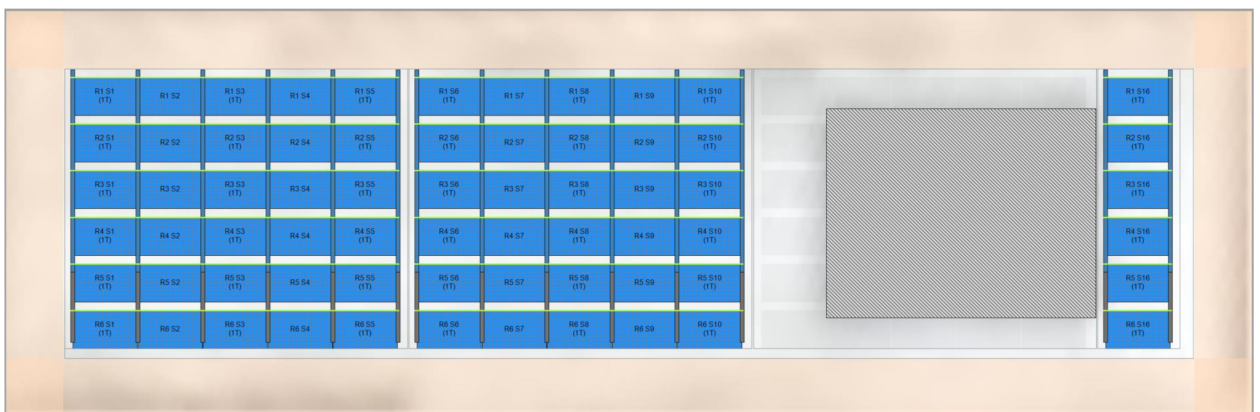 R1 S1
(1T)
R1 S2
R1 S3
(1T)
R1 S4
R1 S5
(1T)
R1 S6
(1T)
R1 S7
R1 S8
(1T)
R1 S9
R1 S10
(1T)
R1 S16
(1T)
R2 S1
(1T)
R2 S2
R2 S3
(1T)
R2 S4
R2 S5
(1T)
R2 S6
(1T)
R2 S7
R2 S8
(1T)
R2 S9
R2 S10
(1T)
R2 S16
(1T)
R3 S1
(1T)
R3 S2
R3 S3
(1T)
R3 S4
R3 S5
(1T)
R3 S6
(1T)
R3 S7
R3 S8
(1T)
R3 S9
R3 S10
(1T)
R3 S16
(1T)
R4 S1
(1T)
R4 S2
R4 S3
(1T)
R4 S4
R4 S5
(1T)
R4 S6
(1T)
R4 S7
R4 S8
(1T)
R4 S9
R4 S10
(1T)
R4 S16
(1T)
R5 S1
(1T)
R5 S2
R5 S3
(1T)
R5 S4
R5 S5
(1T)
R5 S6
(1T)
R5 S7
R5 S8
(1T)
R5 S9
R5 S10
(1T)
R5 S16
(1T)
R6 S1
(1T)
R6 S2
R6 S3
(1T)
R6 S4
R6 S5
(1T)
R6 S6
(1T)
R6 S7
R6 S8
(1T)
R6 S9
R6 S10
(1T)
R6 S16
(1T)